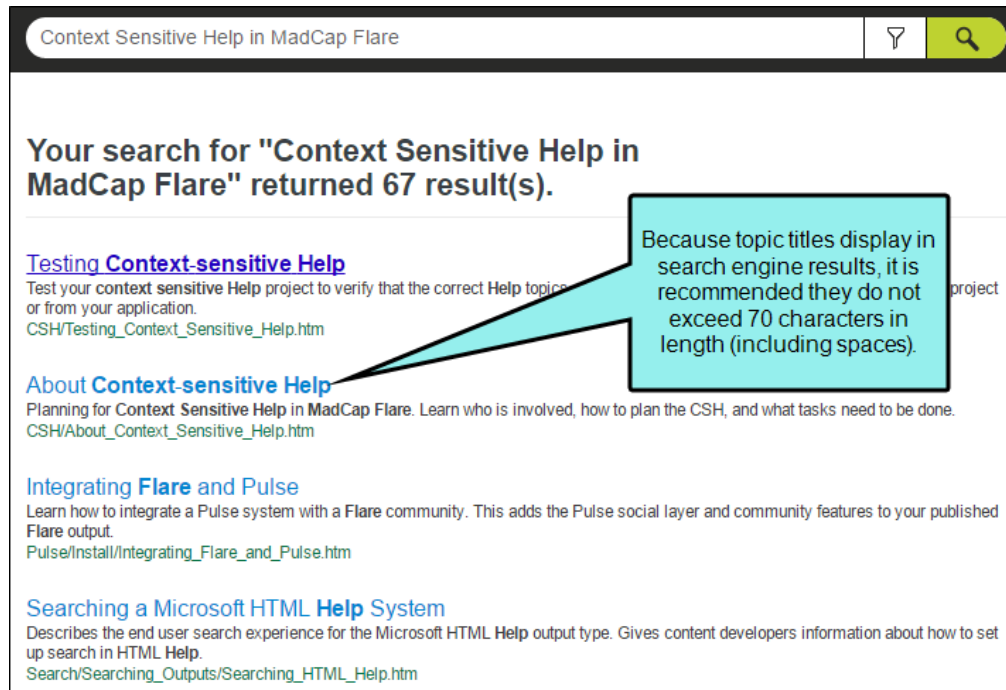 Context Sensitive Help in MadCap Flare
Your search for "Context Sensitive Help in
MadCap Flare" returned 67 result(s).
Because topic titles display in
search engine results, it is
recommended they do not
exceed 70 characters in
length (including spaces).
Testing Context-sensitive Help
Test your context sensitive Help project to verify that the correct Help topics project
or from your application.
CSH/Testing_Context_Sensitive_Help.htm
About Context-sensitive Help
Planning for Context Sensitive Help in MadCap Flare. Learn who is involved, how to plan the CSH, and what tasks need to be done.
CSH/About_Context_Sensitive_Help.htm
Integrating Flare and Pulse
Learn how to integrate a Pulse system with a Flare community. This adds the Pulse social layer and community features to your published
Flare output.
Pulse/Install/Integrating_Flare_and_Pulse.htm
Searching a Microsoft HTML Help System
Describes the end user search experience for the Microsoft HTML Help output type. Gives content developers information about how to set
up search in HTML Help.
Search/Searching_Outputs/Searching_HTML_Help.htm